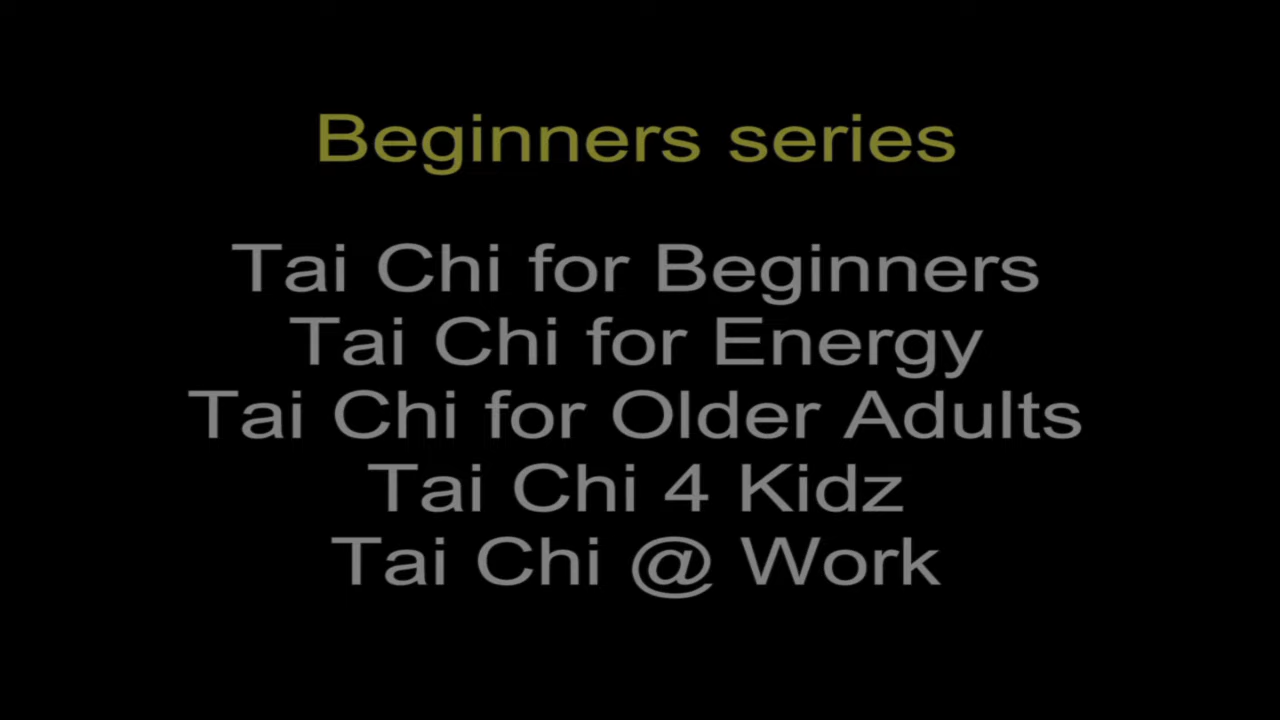 Beginners series
Tai Chi for Beginners
Tai Chi for Energy
Tai Chi for Older Adults
Tai Chi 4 Kidz
Tai Chi @ Work